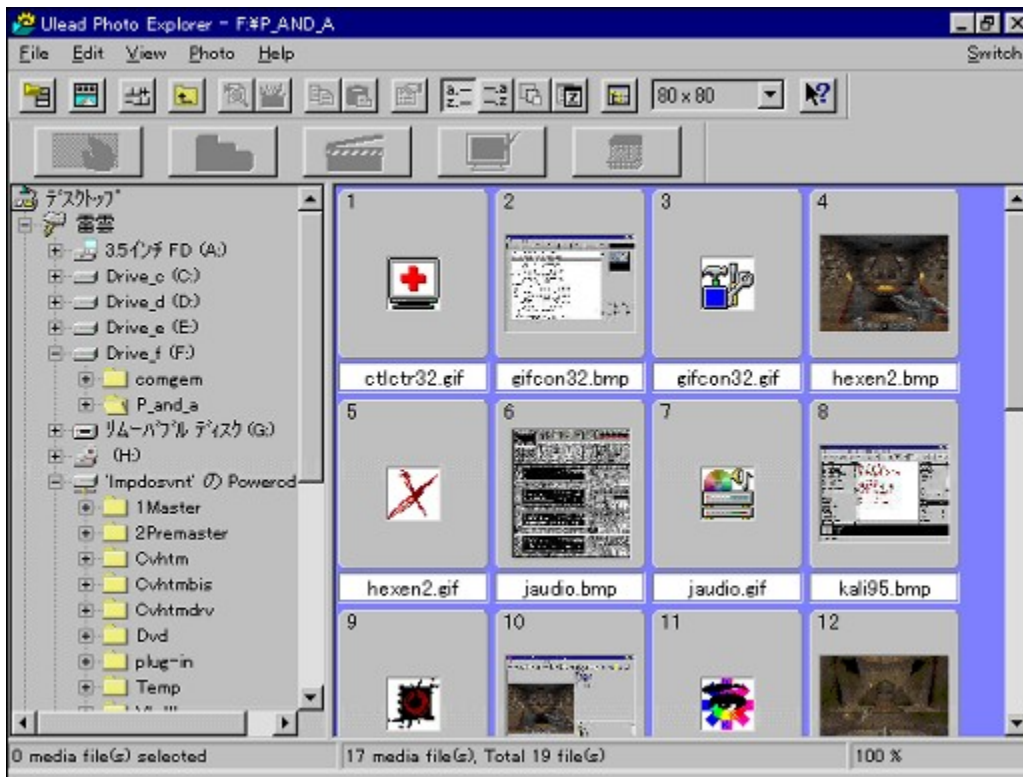 Ulead Photo Explorer - F:¥P_AND_A
File Edit View Photo Help Switch
80 x 80
デスクトップ
雷雲
3.5インチ FD (A:)
Drive_c (C:)
Drive_d (D:)
Drive_e (E:)
Drive_f (F:)
comgem
P_and_a
リムーバブル ディスク (G:)
(H:)
'Impdosvnt' の Powered
1Master
2Premaster
Cvhtm
Cvhtmbis
Cvhtmdrv
Dvd
plug-in
Temp
1
2
3
4
ctlctr32.gif
gifcon32.bmp
gifcon32.gif
hexen2.bmp
5
6
7
8
hexen2.gif
jaudio.bmp
jaudio.gif
kali95.bmp
9
10
11
12
0 media file(s) selected
17 media file(s), Total 19 file(s)
100 %